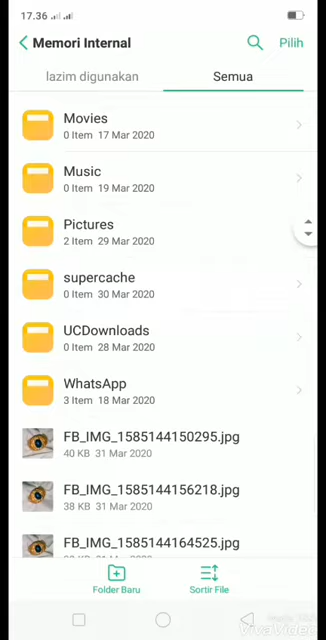 17.36
Memori Internal
Pilih
lazim digunakan
Semua
Movies
0 Item 17 Mar 2020
Music
0 Item 19 Mar 2020
Pictures
2 Item 29 Mar 2020
supercache
0 Item 30 Mar 2020
UCDownloads
0 Item 28 Mar 2020
WhatsApp
3 Item 18 Mar 2020
FB_IMG_1585144150295.jpg
40 KB 31 Mar 2020
FB_IMG_1585144156218.jpg
38 KB 31 Mar 2020
FB_IMG_1585144164525.jpg
Folder Baru
Sortir File
VivaVideo